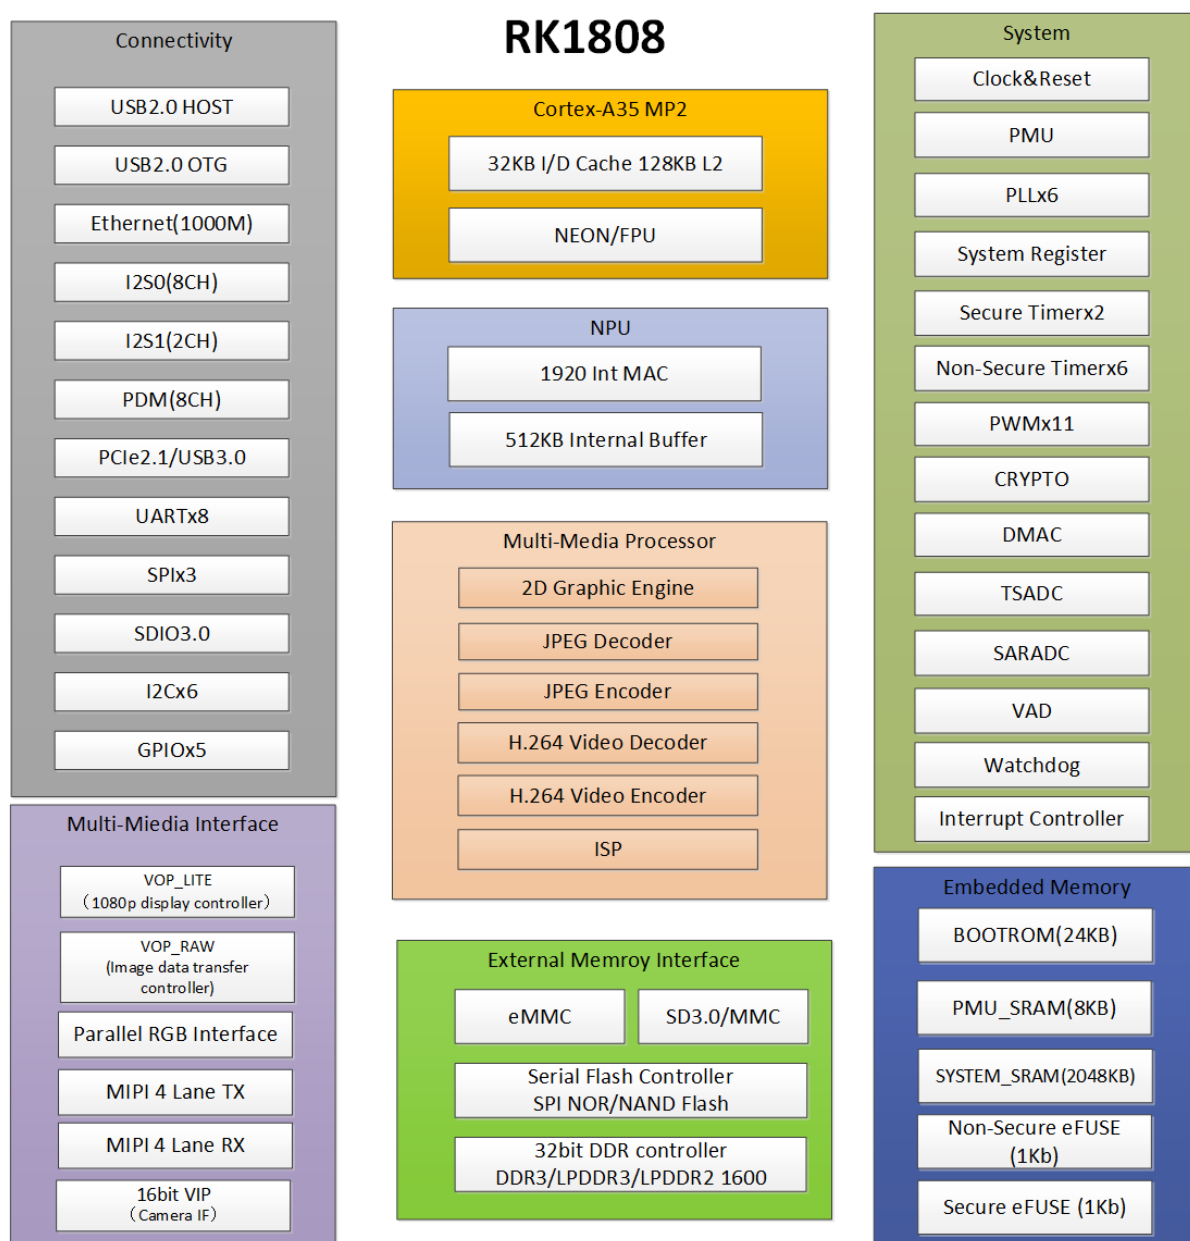 RK1808
Connectivity
USB2.0 HOST
USB2.0 OTG
Ethernet(1000M)
I2S0(8CH)
I2S1(2CH)
PDM(8CH)
PCIe2.1/USB3.0
UARTx8
SPIx3
SDIO3.0
I2Cx6
GPIOx5
Multi-Miedia Interface
VOP_LITE
（1080p display controller）
VOP_RAW
(Image data transfer
controller)
Parallel RGB Interface
MIPI 4 Lane TX
MIPI 4 Lane RX
16bit VIP
（Camera IF）
Cortex-A35 MP2
32KB I/D Cache 128KB L2
NEON/FPU
NPU
1920 Int MAC
512KB Internal Buffer
Multi-Media Processor
2D Graphic Engine
JPEG Decoder
JPEG Encoder
H.264 Video Decoder
H.264 Video Encoder
ISP
External Memroy Interface
eMMC
SD3.0/MMC
Serial Flash Controller
SPI NOR/NAND Flash
32bit DDR controller
DDR3/LPDDR3/LPDDR2 1600
System
Clock&Reset
PMU
PLLx6
System Register
Secure Timerx2
Non-Secure Timerx6
PWMx11
CRYPTO
DMAC
TSADC
SARADC
VAD
Watchdog
Interrupt Controller
Embedded Memory
BOOTROM(24KB)
PMU_SRAM(8KB)
SYSTEM_SRAM(2048KB)
Non-Secure eFUSE
(1Kb)
Secure eFUSE (1Kb)